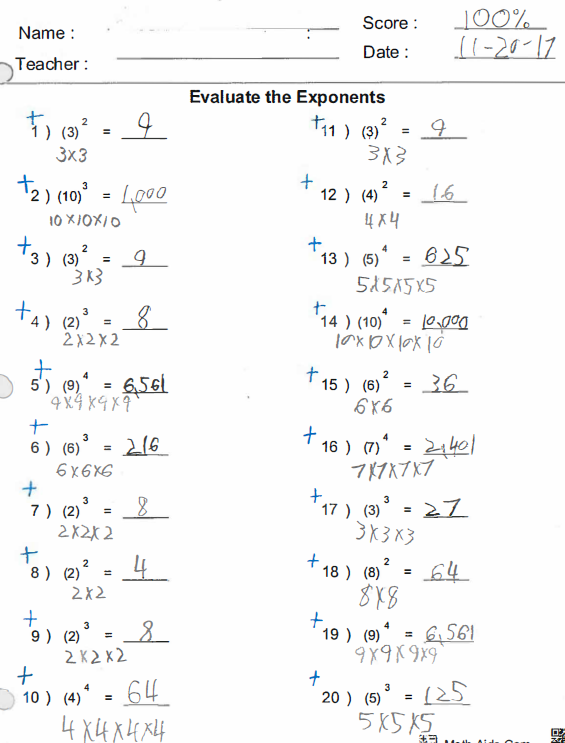 Name : : Score : 100%
Teacher : Date : 11-20-17
Evaluate the Exponents
+ 1 ) (3)² = 9
3x3
+ 2 ) (10)³ = 1,000
10x10x10
+ 3 ) (3)² = 9
3x3
+ 4 ) (2)³ = 8
2x2x2
+ 5 ) (9)⁴ = 6,561
9x9x9x9
+ 6 ) (6)³ = 216
6x6x6
+ 7 ) (2)³ = 8
2x2x2
+ 8 ) (2)² = 4
2x2
+ 9 ) (2)³ = 8
2x2x2
+ 10 ) (4)⁴ = 64
4x4x4x4
+ 11 ) (3)² = 9
3x3
+ 12 ) (4)² = 16
4x4
+ 13 ) (5)⁴ = 625
5x5x5x5
+ 14 ) (10)⁴ = 10,000
10x10x10x10
+ 15 ) (6)² = 36
6x6
+ 16 ) (7)⁴ = 2,401
7x7x7x7
+ 17 ) (3)³ = 27
3x3x3
+ 18 ) (8)² = 64
8x8
+ 19 ) (9)⁴ = 6,561
9x9x9x9
+ 20 ) (5)³ = 125
5x5x5